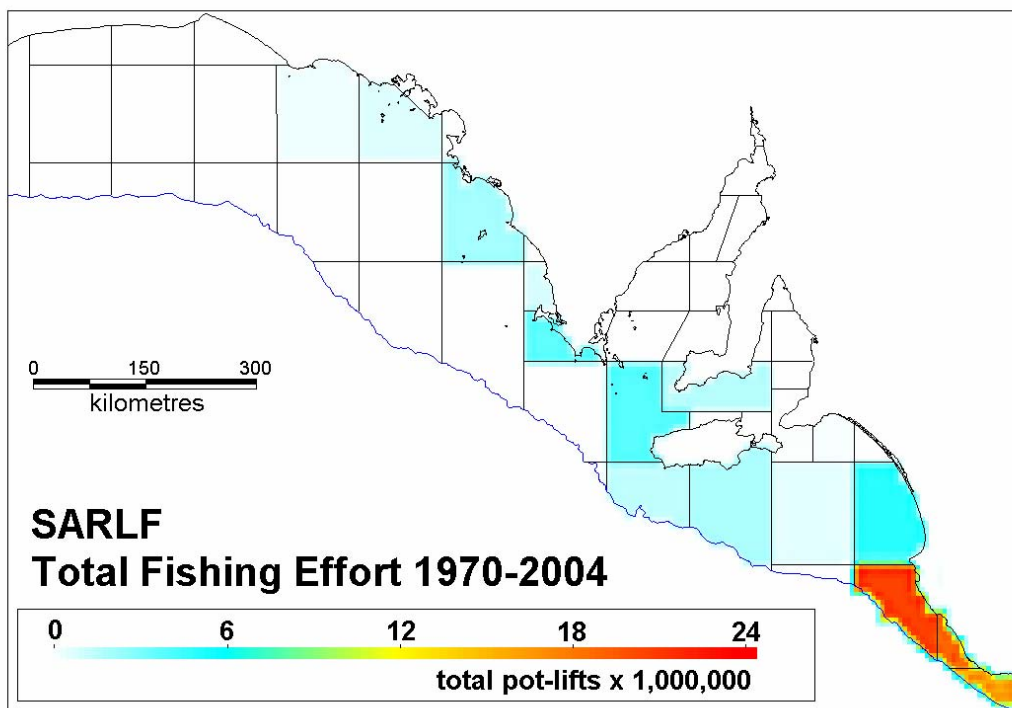 0 150 300
kilometres
SARLF
Total Fishing Effort 1970-2004
0 6 12 18 24
total pot-lifts x 1,000,000